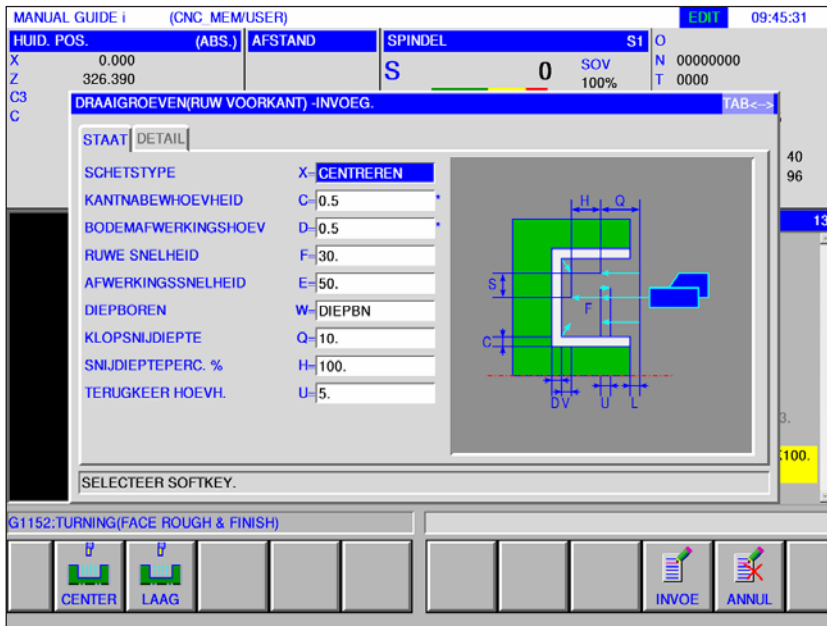 MANUAL GUIDE i (CNC_MEM/USER) EDIT 09:45:31
HUID. POS. (ABS.) AFSTAND SPINDEL S1 O
X 0.000 S 0 SOV N 00000000
Z 326.390 100% T 0000
C3
C
DRAAIGROEVEN(RUW VOORKANT) -INVOEG. TAB<-->
STAAT DETAIL
SCHETSTYPE X=CENTREREN
KANTNABEWHOEVHEID C=0.5 *
BODEMAFWERKINGSHOEV D=0.5 *
RUWE SNELHEID F=30.
AFWERKINGSSNELHEID E=50.
DIEPBOREN W=DIEPBN
KLOPSNIJDIEPTE Q=10.
SNIJDIEPTEPERC. % H=100.
TERUGKEER HOEVH. U=5.
H Q
S
F
C
D V U L
40
96
13
3.
100.
SELECTEER SOFTKEY.
G1152:TURNING(FACE ROUGH & FINISH)
CENTER LAAG INVOE ANNUL